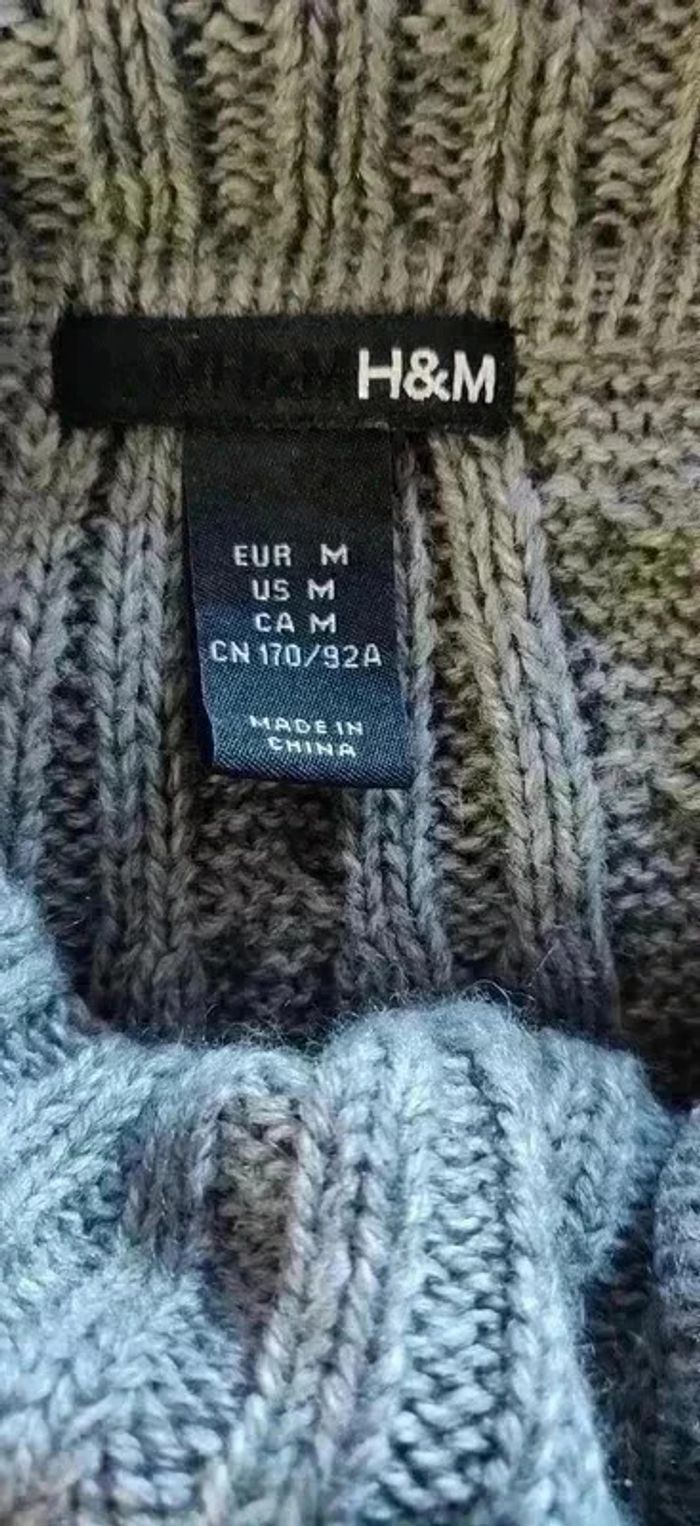 H&M
EUR M
US M
CA M
CN 170/92A
MADE IN
CHINA